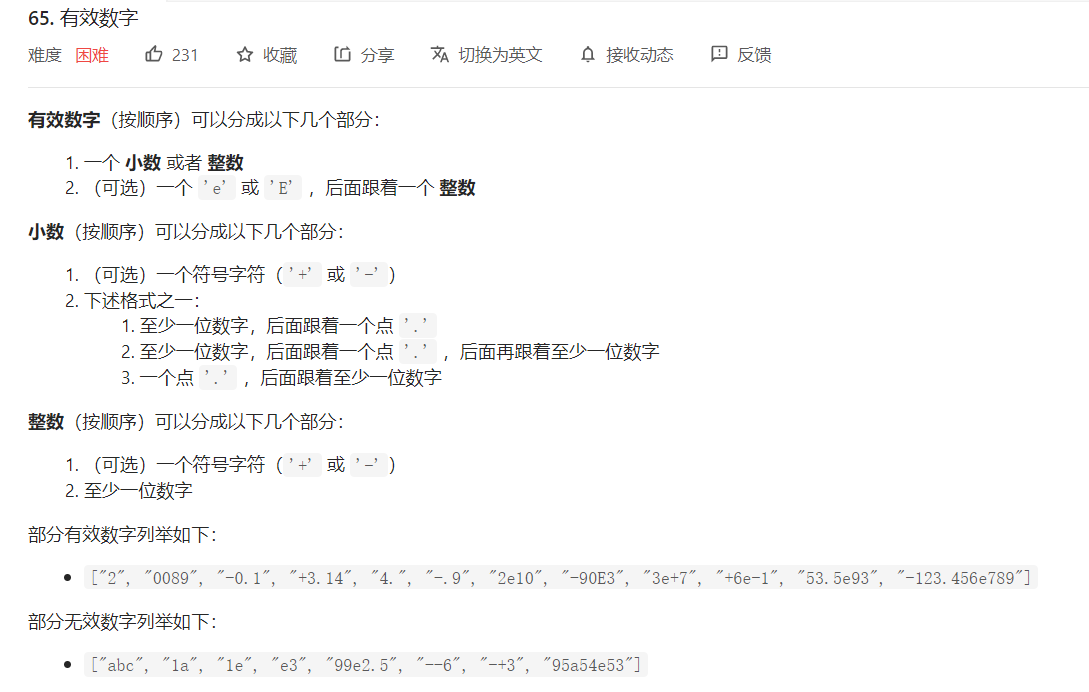 65. 有效数字
难度 困难 231 收藏 分享 切换为英文 接收动态 反馈
有效数字（按顺序）可以分成以下几个部分：
1. 一个 小数 或者 整数
2. （可选）一个 'e' 或 'E' ，后面跟着一个 整数
小数（按顺序）可以分成以下几个部分：
1. （可选）一个符号字符（'+' 或 '-'）
2. 下述格式之一：
1. 至少一位数字，后面跟着一个点 '.'
2. 至少一位数字，后面跟着一个点 '.' ，后面再跟着至少一位数字
3. 一个点 '.' ，后面跟着至少一位数字
整数（按顺序）可以分成以下几个部分：
1. （可选）一个符号字符（'+' 或 '-'）
2. 至少一位数字
部分有效数字列举如下：
• ["2", "0089", "-0.1", "+3.14", "4.", "-.9", "2e10", "-90E3", "3e+7", "+6e-1", "53.5e93", "-123.456e789"]
部分无效数字列举如下：
• ["abc", "1a", "1e", "e3", "99e2.5", "--6", "-+3", "95a54e53"]